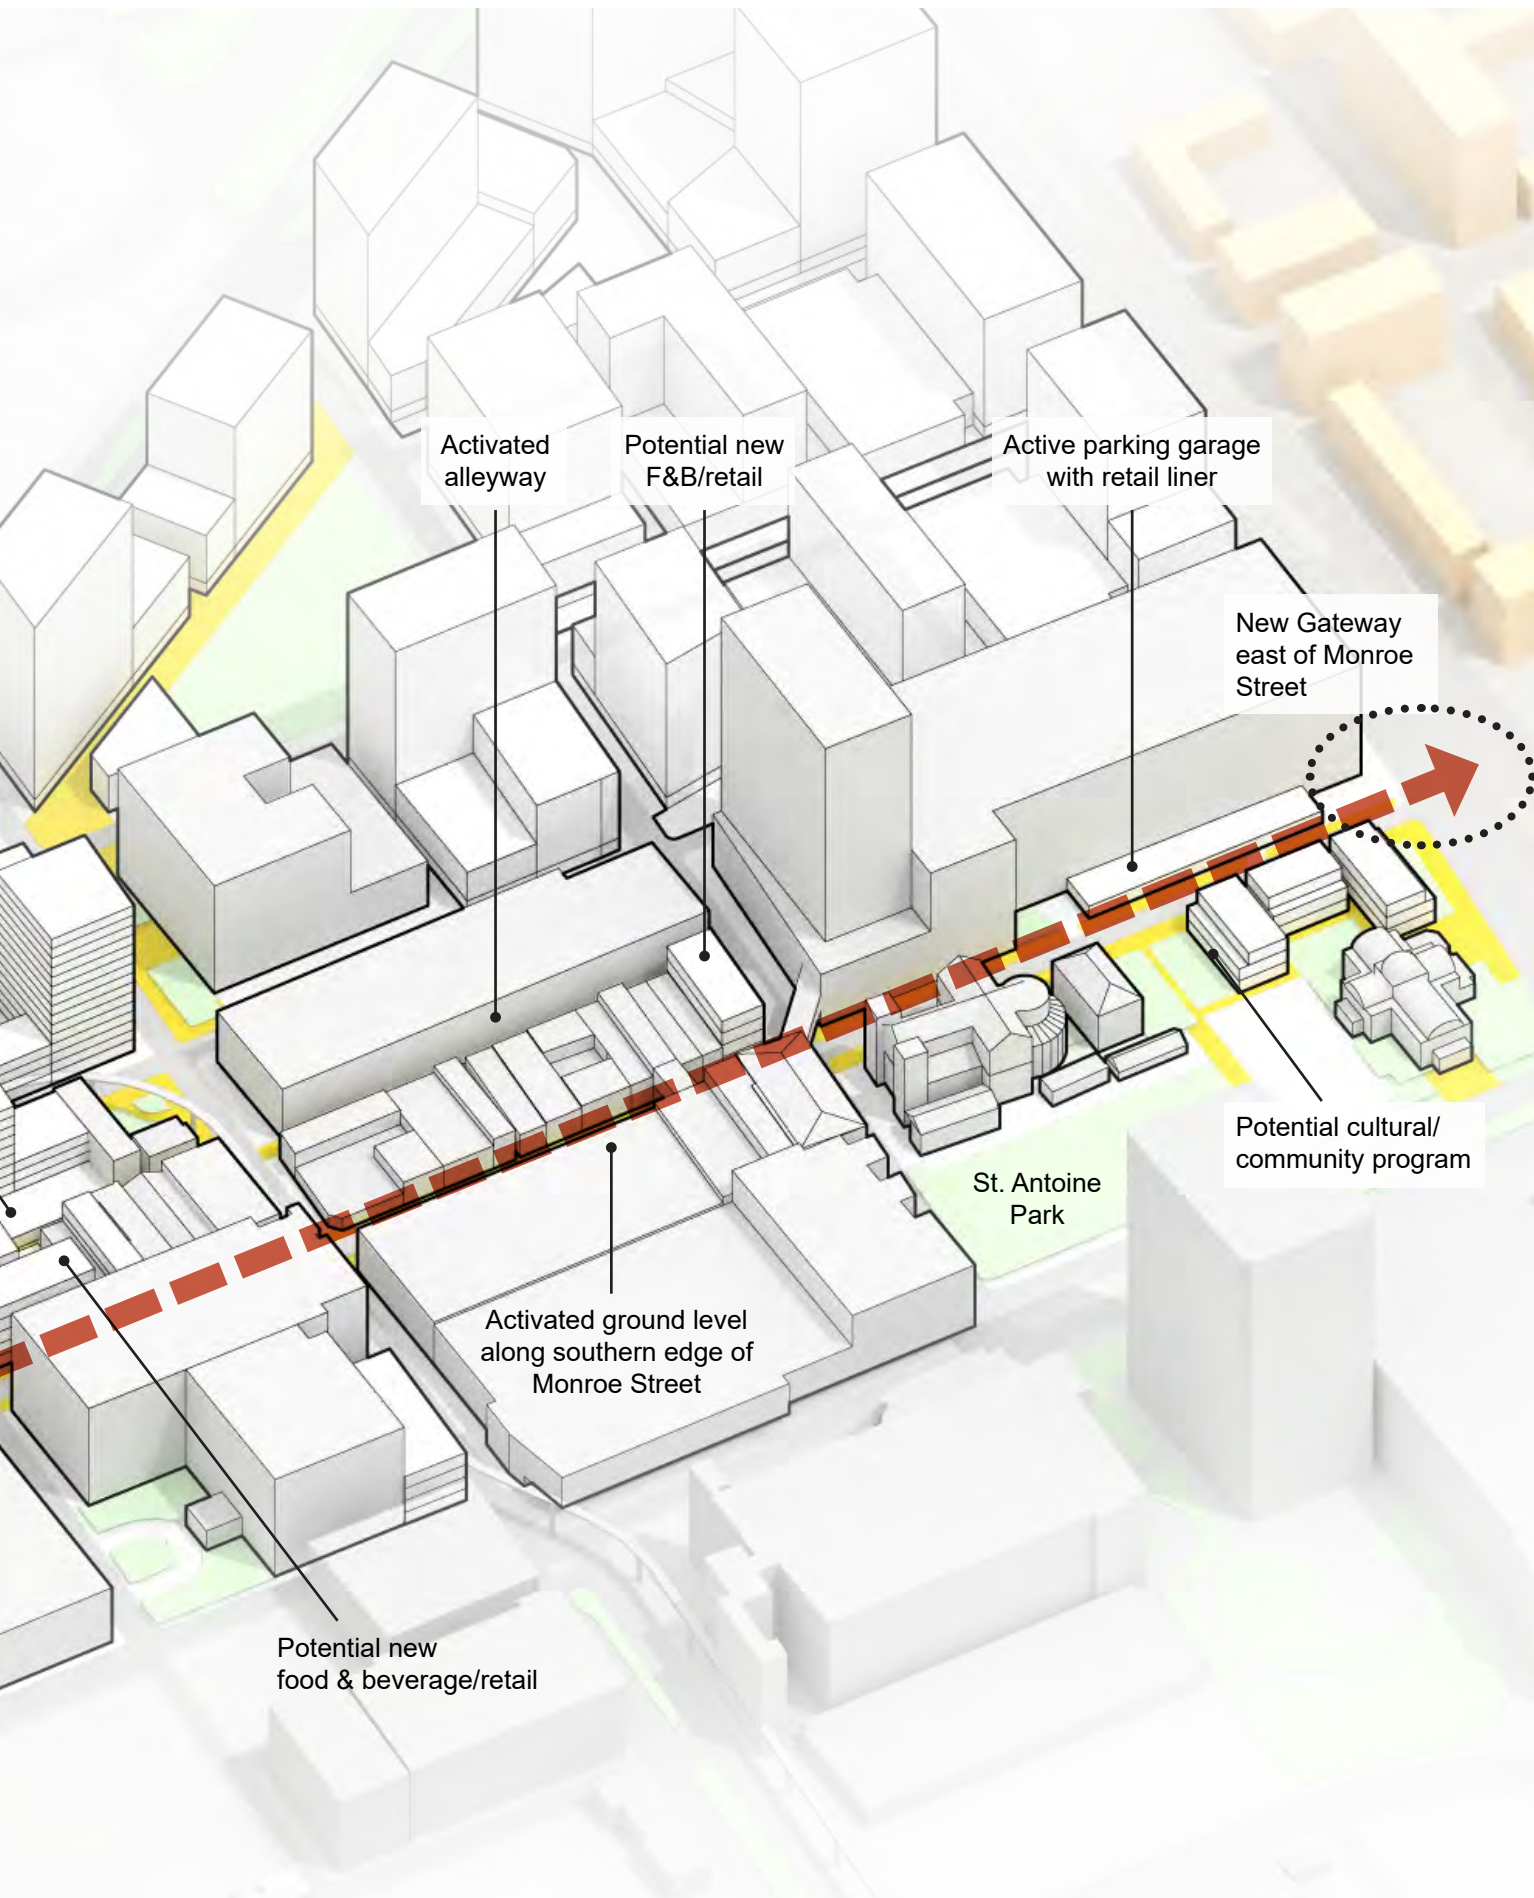 Activated
alleyway
Potential new
F&B/retail
Active parking garage
with retail liner
New Gateway
east of Monroe
Street
Potential cultural/
community program
St. Antoine
Park
Activated ground level
along southern edge of
Monroe Street
Potential new
food & beverage/retail